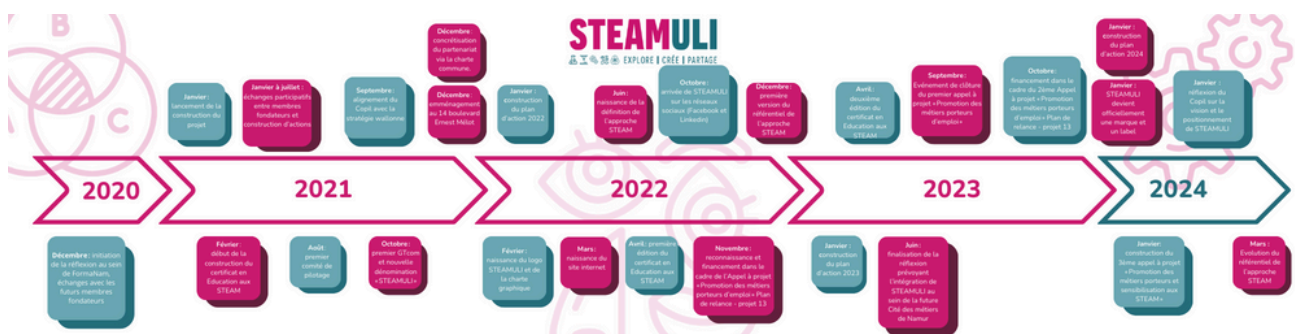 B
C
STEAMULI
EXPLORE | CRÉE | PARTAGE
Janvier :
lancement de la
construction du
projet
Janvier à juillet :
échanges participatifs
entre membres
fondateurs et
construction d'actions
Septembre :
alignement du
Copil avec la
stratégie wallonne
Décembre :
concrétisation
du partenariat
via la charte
commune.
Décembre :
emménagement
au 14 boulevard
Ernest Mélot
Janvier :
construction
du plan
d'action 2022
Juin :
naissance de la
définition de
l'approche
STEAM
Octobre :
arrivée de STEAMULI
sur les réseaux
sociaux (Facebook et
Linkedin)
Décembre :
première
version du
référentiel de
l'approche
STEAM
Avril :
deuxième
édition du
certificat en
Education aux
STEAM
Septembre :
Evénement de clôture
du premier appel à
projet «Promotion des
métiers porteurs
d'emploi»
Octobre :
financement dans le
cadre du 2ème Appel
à projet «Promotion
des métiers porteurs
d'emploi» Plan de
relance - projet 13
Janvier :
construction
du plan
d'action 2024
Janvier :
STEAMULI
devient
officiellement
une marque et
un label
Janvier :
réflexion du
Copil sur la
vision et le
positionnement
de STEAMULI
2020
2021
2022
2023
2024
Décembre : initiation
de la réflexion au sein
de FormaNam,
échanges avec les
futurs membres
fondateurs
Février :
début de la
construction du
certificat en
Education aux
STEAM
Août :
premier
comité de
pilotage
Octobre :
premier GTcom
et nouvelle
dénomination
«STEAMULI»
Février :
naissance du logo
STEAMULI et de
la charte
graphique
Mars :
naissance du
site internet
Avril : première
édition du
certificat en
Education aux
STEAM
Novembre :
reconnaissance et
financement dans le
cadre de l'Appel à projet
«Promotion des métiers
porteurs d'emploi» Plan
de relance - projet 13
Janvier :
construction
du plan
d'action 2023
Juin :
finalisation de la
réflexion
prévoyant
l'intégration de
STEAMULI au
sein de la future
Cité des métiers
de Namur
Janvier :
construction du
3ème appel à projet
«Promotion des
métiers porteurs et
sensibilisation aux
STEAM»
Mars :
Evolution du
référentiel de
l'approche
STEAM